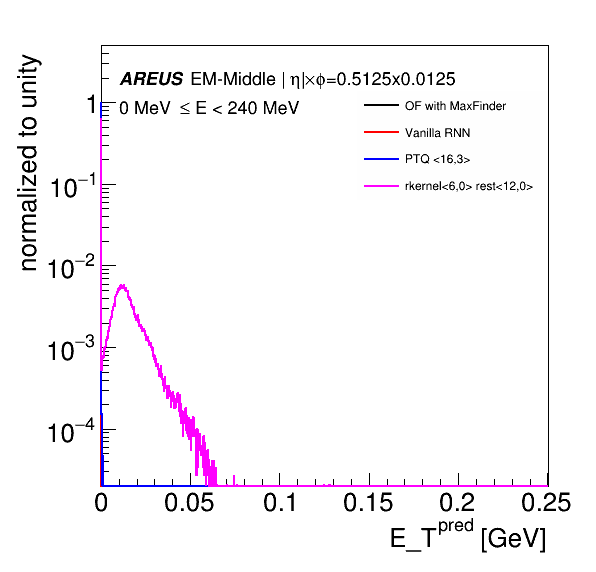 AREUS EM-Middle | η|×ϕ=0.5125x0.0125
0 MeV ≤ E < 240 MeV
OF with MaxFinder
Vanilla RNN
PTQ <16,3>
rkernel<6,0> rest<12,0>
normalized to unity
1
10⁻¹
10⁻²
10⁻³
10⁻⁴
0 0.05 0.1 0.15 0.2 0.25
E_T^pred [GeV]